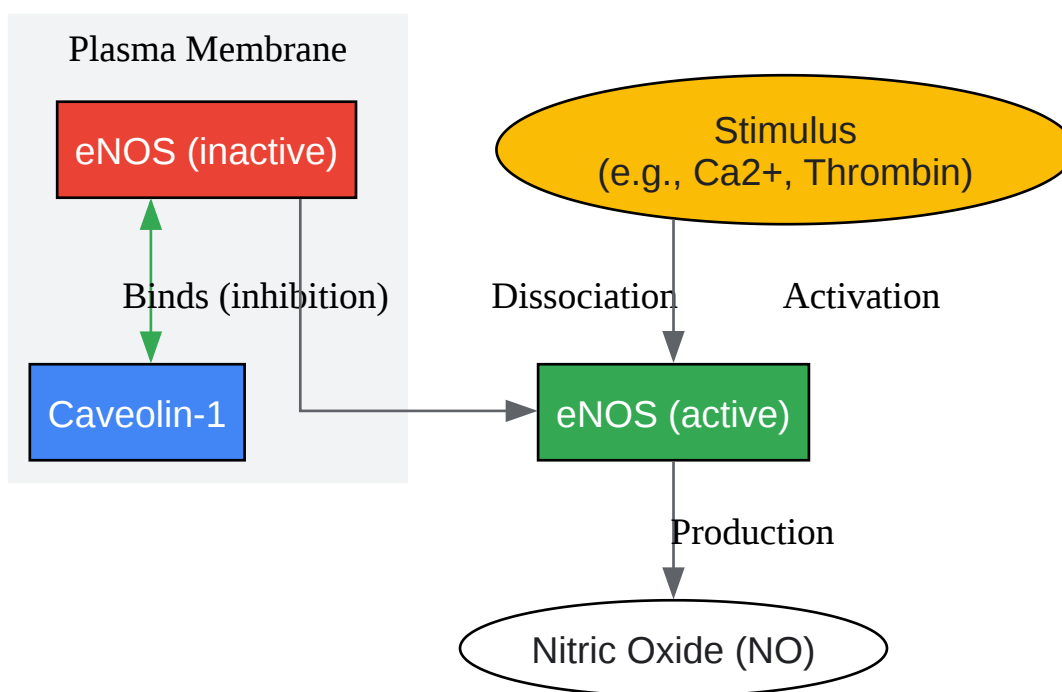 Plasma Membrane
eNOS (inactive)
Stimulus
(e.g., Ca2+, Thrombin)
Binds (inhibition)
Dissociation
Activation
Caveolin-1
eNOS (active)
Production
Nitric Oxide (NO)